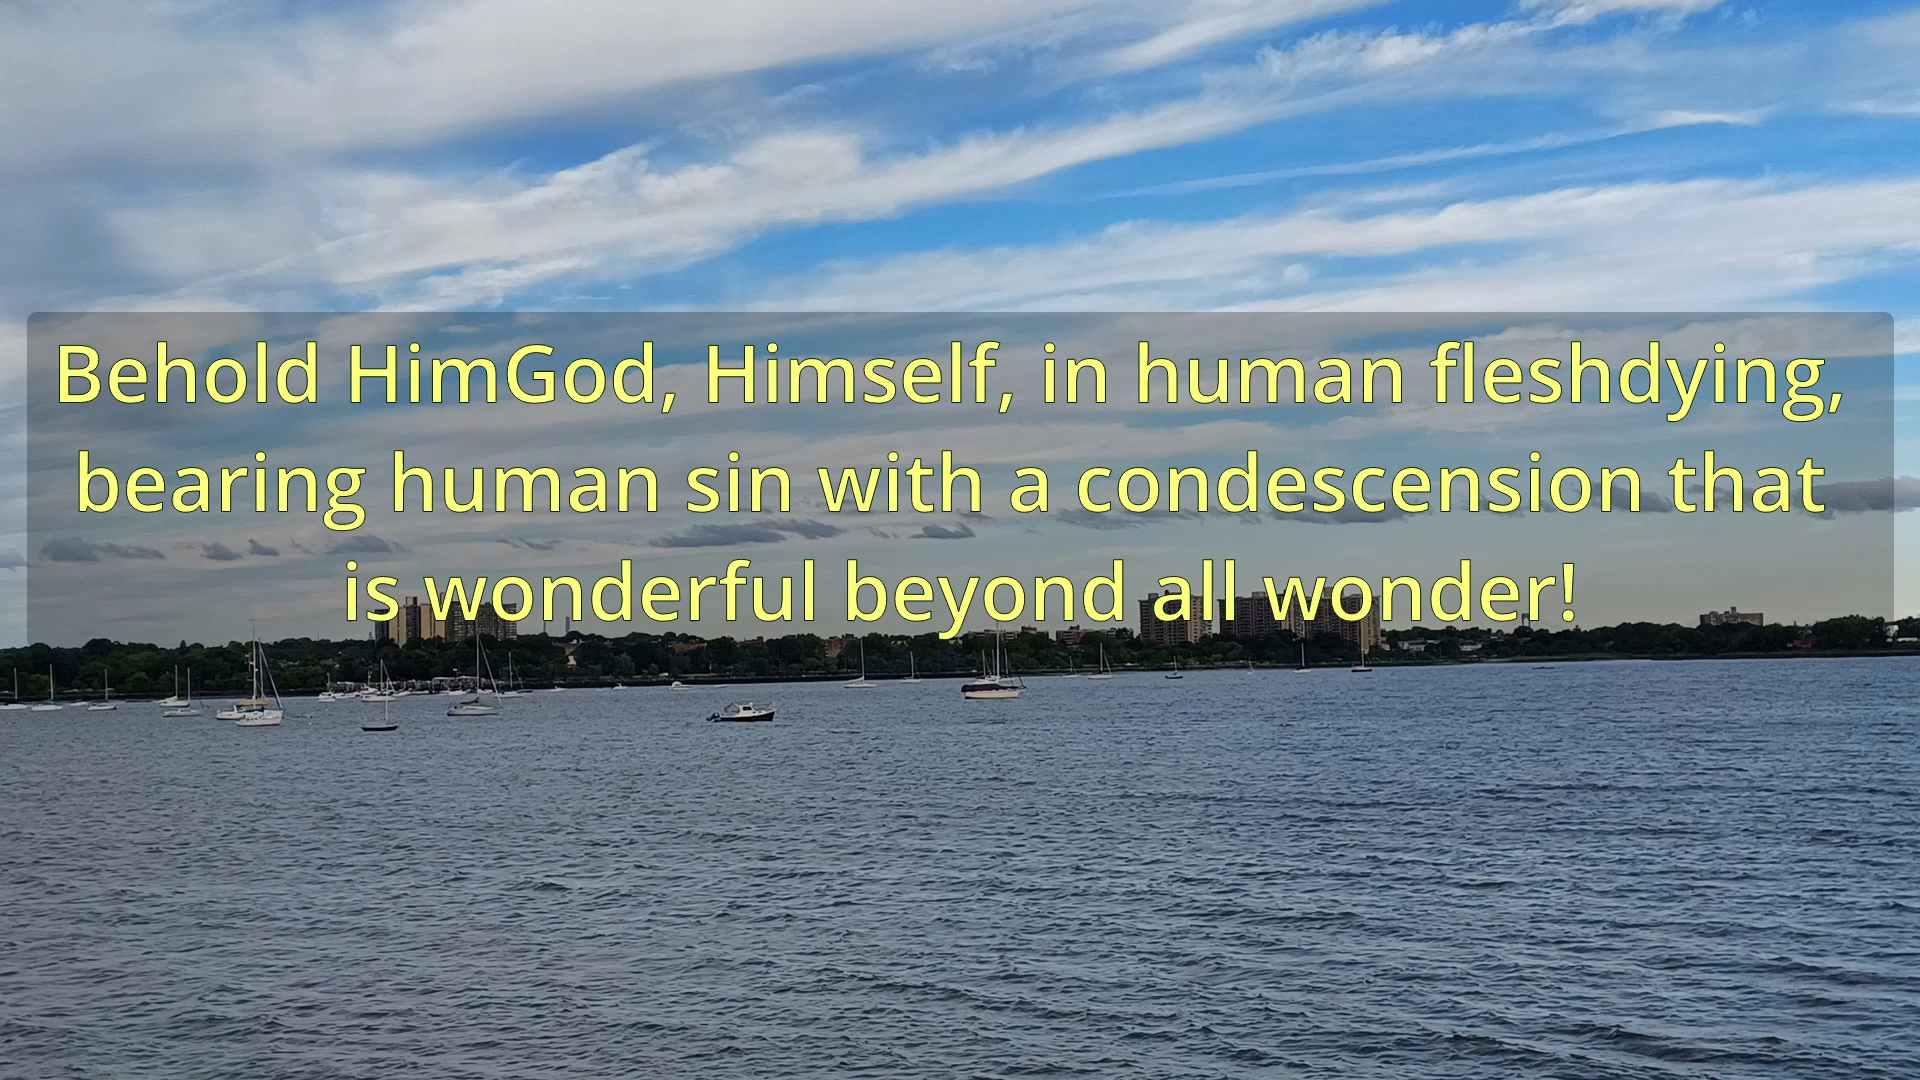 Behold HimGod, Himself, in human fleshdying,
bearing human sin with a condescension that
is wonderful beyond all wonder!